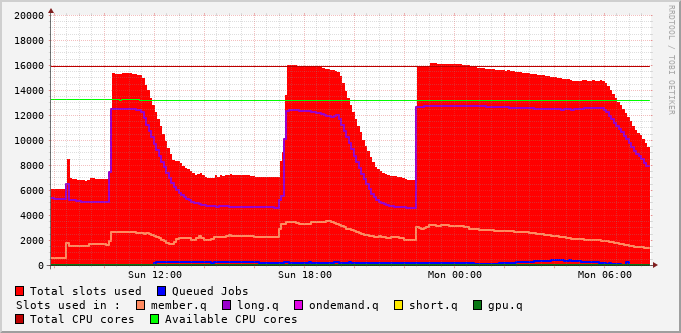 20000
18000
16000
14000
12000
10000
8000
6000
4000
2000
0
Sun 12:00 Sun 18:00 Mon 00:00 Mon 06:00
Total slots used Queued Jobs
Slots used in : member.q long.q ondemand.q short.q gpu.q
Total CPU cores Available CPU cores
RRDTOOL / TOBI OETIKER